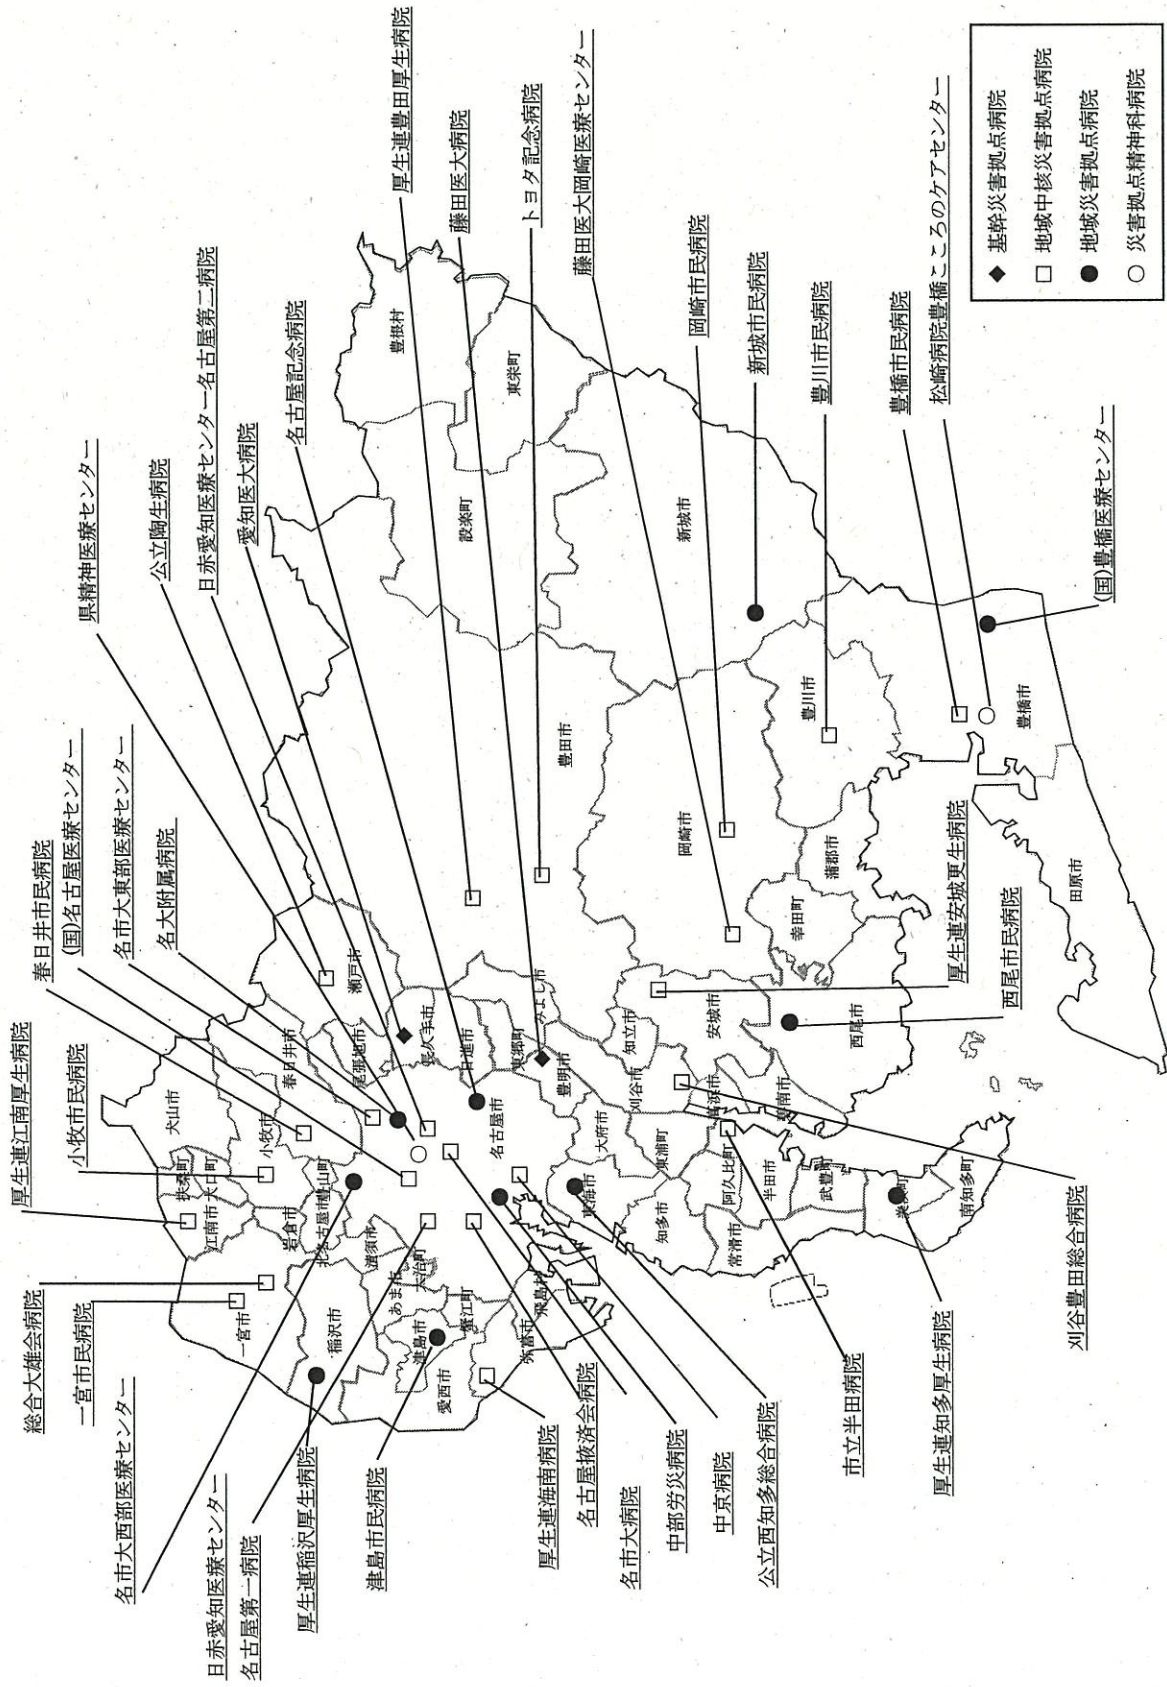 総合大雄会病院
一宮市民病院
厚生連江南厚生病院
小牧市民病院
春日井市民病院
(国)名古屋医療センター
名市大東部医療センター
名大附属病院
県精神医療センター
公立陶生病院
日赤愛知医療センター名古屋第二病院
愛知医大病院
名古屋記念病院
厚生連豊田厚生病院
藤田医大病院
トヨタ記念病院
藤田医大岡崎医療センター
岡崎市民病院
新城市民病院
豊川市民病院
豊橋市民病院
松崎病院豊橋こころのケアセンター
(国)豊橋医療センター
名市大西部医療センター
日赤愛知医療センター
名古屋第一病院
厚生連稲沢厚生病院
津島市民病院
厚生連海南病院
名古屋掖済会病院
名市大病院
中部労災病院
中京病院
公立西知多総合病院
市立半田病院
厚生連知多厚生病院
刈谷豊田総合病院
西尾市民病院
厚生連安城更生病院
犬山市
扶桑町
大口町
江南市
小牧市
春日井市
一宮市
岩倉市
豊山町
北名古屋市
稲沢市
清須市
あま市
大治町
津島市
愛西市
蟹江町
弥富市
飛島村
名古屋市
瀬戸市
尾張旭市
長久手市
日進市
東郷町
みよし市
豊明市
豊田市
設楽町
豊根村
東栄町
新城市
大府市
東海市
刈谷市
知立市
安城市
岡崎市
東浦町
知多市
阿久比町
高浜市
碧南市
半田市
常滑市
武豊町
美浜町
南知多町
西尾市
幸田町
蒲郡市
豊川市
豊橋市
田原市
◆ 基幹災害拠点病院
□ 地域中核災害拠点病院
● 地域災害拠点病院
○ 災害拠点精神科病院